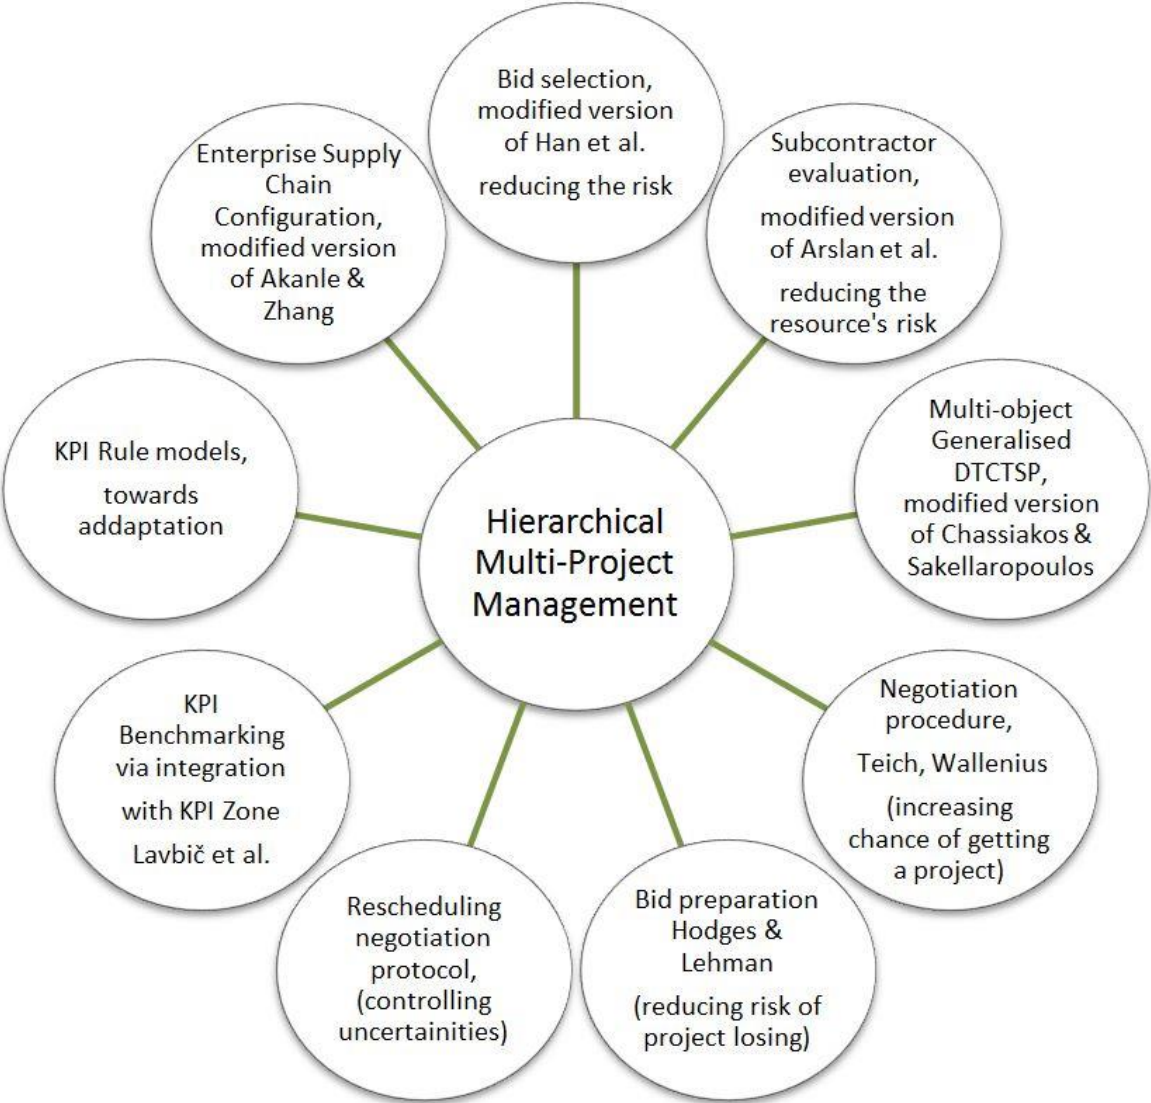 Bid selection,
modified version
of Han et al.
reducing the risk
Subcontractor
evaluation,
modified version
of Arslan et al.
reducing the
resource's risk
Multi-object
Generalised
DTCTSP,
modified version
of Chassiakos &
Sakellaropoulos
Negotiation
procedure,
Teich, Wallenius
(increasing
chance of getting
a project)
Bid preparation
Hodges &
Lehman
(reducing risk of
project losing)
Rescheduling
negotiation
protocol,
(controlling
uncertainities)
KPI
Benchmarking
via integration
with KPI Zone
Lavbič et al.
KPI Rule models,
towards
addaptation
Enterprise Supply
Chain
Configuration,
modified version
of Akanle &
Zhang
Hierarchical
Multi-Project
Management